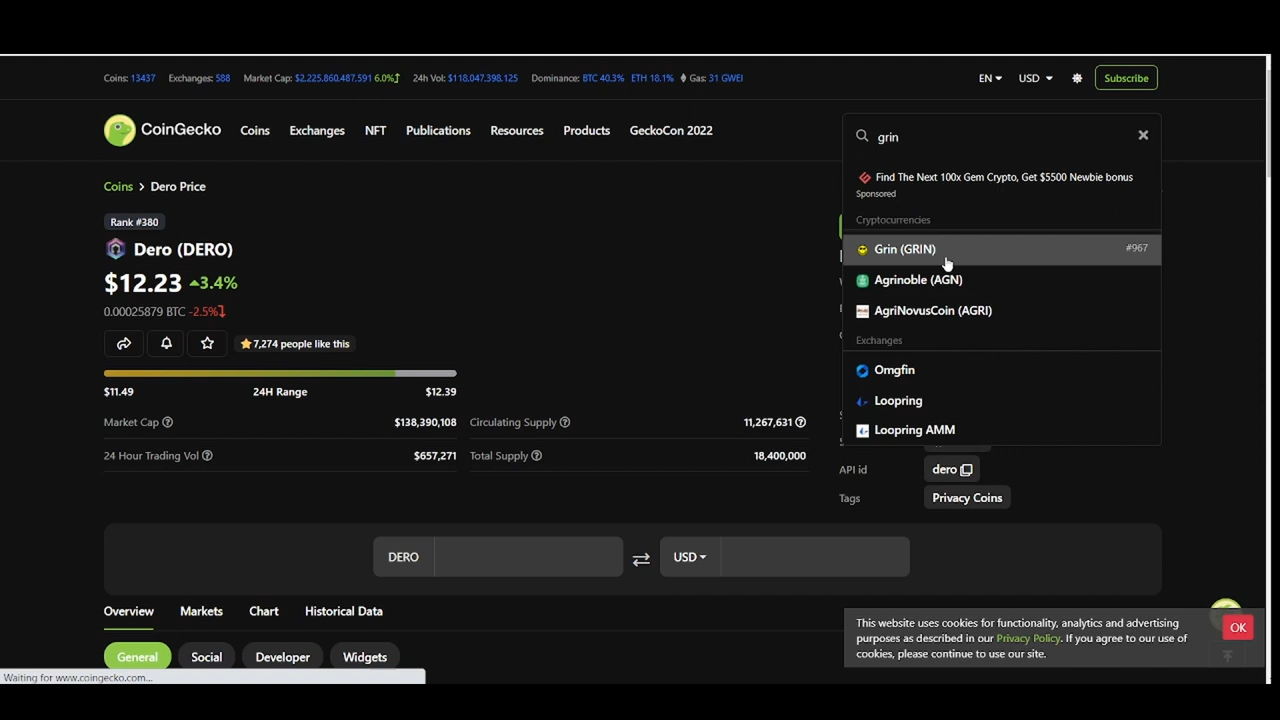 Coins: 13437 Exchanges: 588 Market Cap: $2,225,860,487,591 6.0% 24h Vol: $118,047,398,125 Dominance: BTC 40.3% ETH 18.1% Gas: 31 GWEI
EN USD Subscribe
CoinGecko Coins Exchanges NFT Publications Resources Products GeckoCon 2022
grin
Find The Next 100x Gem Crypto, Get $5500 Newbie bonus
Sponsored
Cryptocurrencies
Grin (GRIN) #967
Agrinoble (AGN)
AgriNovusCoin (AGRI)
Exchanges
Omgfin
Loopring
Loopring AMM
Coins > Dero Price
Rank #380
Dero (DERO)
$12.23 3.4%
0.00025879 BTC -2.5%
7,274 people like this
$11.49 24H Range $12.39
Market Cap $138,390,108 Circulating Supply 11,267,631
24 Hour Trading Vol $657,271 Total Supply 18,400,000
API id dero
Tags Privacy Coins
DERO USD
Overview Markets Chart Historical Data
General Social Developer Widgets
This website uses cookies for functionality, analytics and advertising
purposes as described in our Privacy Policy. If you agree to our use of
cookies, please continue to use our site.
OK
Waiting for www.coingecko.com...